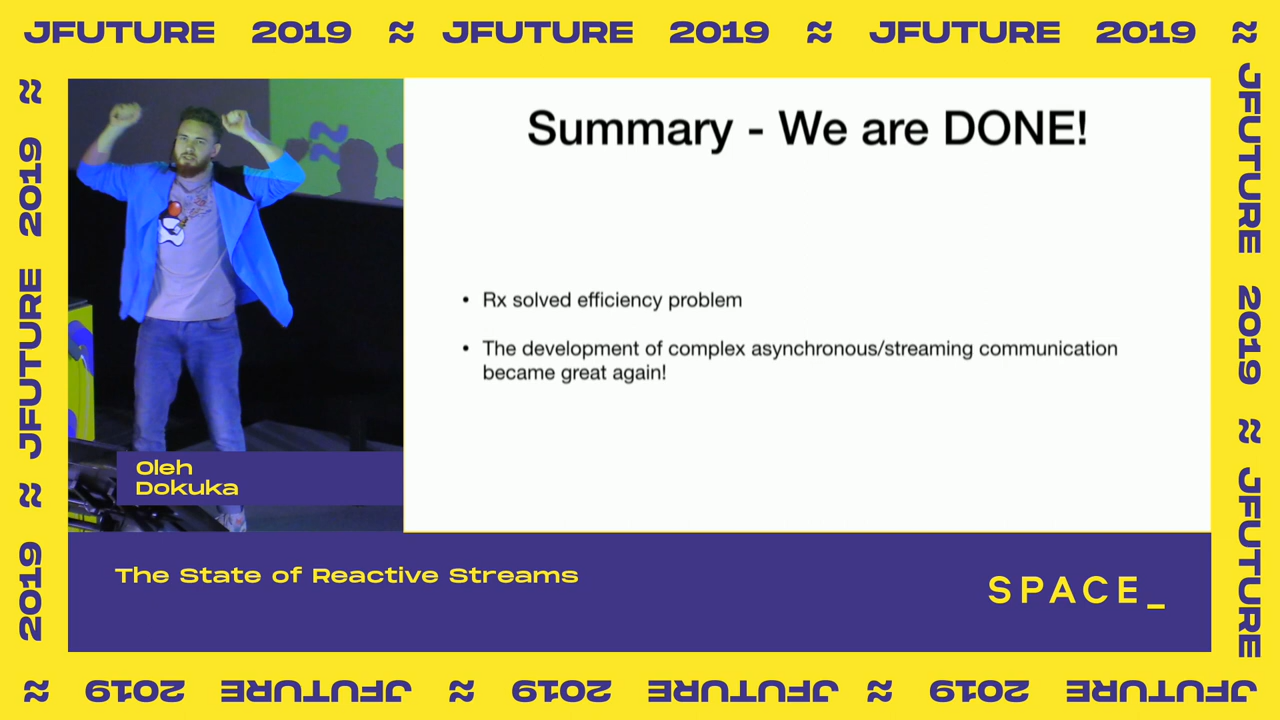 JFUTURE 2019 ≈ JFUTURE 2019 ≈ JFUTURE 2019 ≈
JFUTURE 2019 ≈ JFUTURE
≈ 2019 JFUTURE ≈ 2019 JFUTURE ≈ 2019 JFUTURE
2019 ≈ JFUTURE 2019 ≈
Summary - We are DONE!
• Rx solved efficiency problem
• The development of complex asynchronous/streaming communication
became great again!
Oleh
Dokuka
The State of Reactive Streams
SPACE_